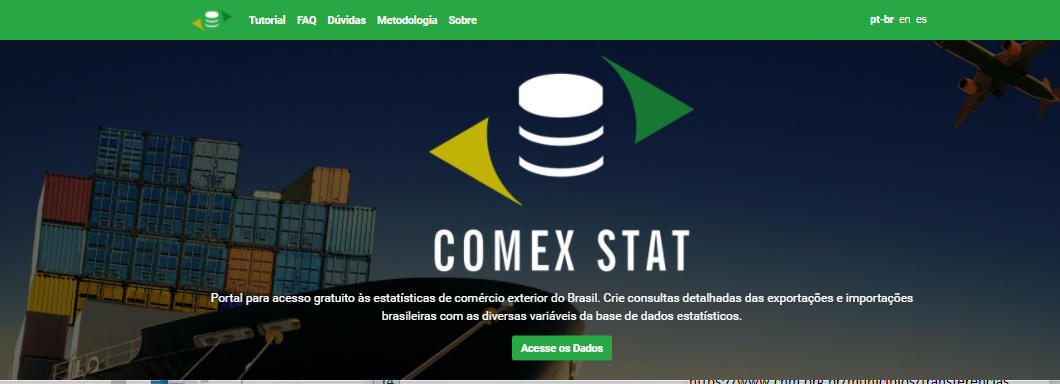 Tutorial FAQ Dúvidas Metodologia Sobre
pt-br en es
COMEX STAT
Portal para acesso gratuito às estatísticas de comércio exterior do Brasil. Crie consultas detalhadas das exportações e importações
brasileiras com as diversas variáveis da base de dados estatísticos.
Acesse os Dados